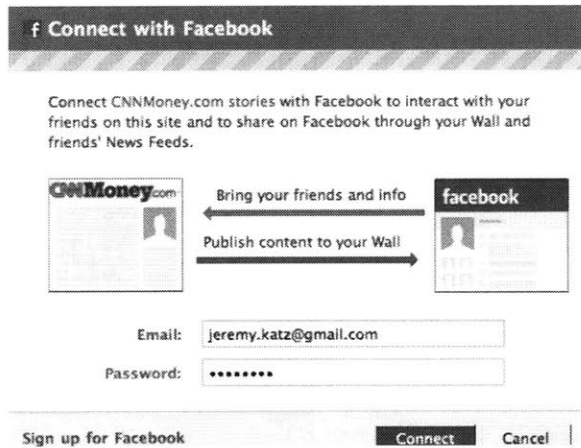 f Connect with Facebook
Connect CNNMoney.com stories with Facebook to interact with your
friends on this site and to share on Facebook through your Wall and
friends' News Feeds.
CNNMoney.com
Bring your friends and info
facebook
Publish content to your Wall
Email: jeremy.katz@gmail.com
Password: ••••••••
Sign up for Facebook Connect Cancel